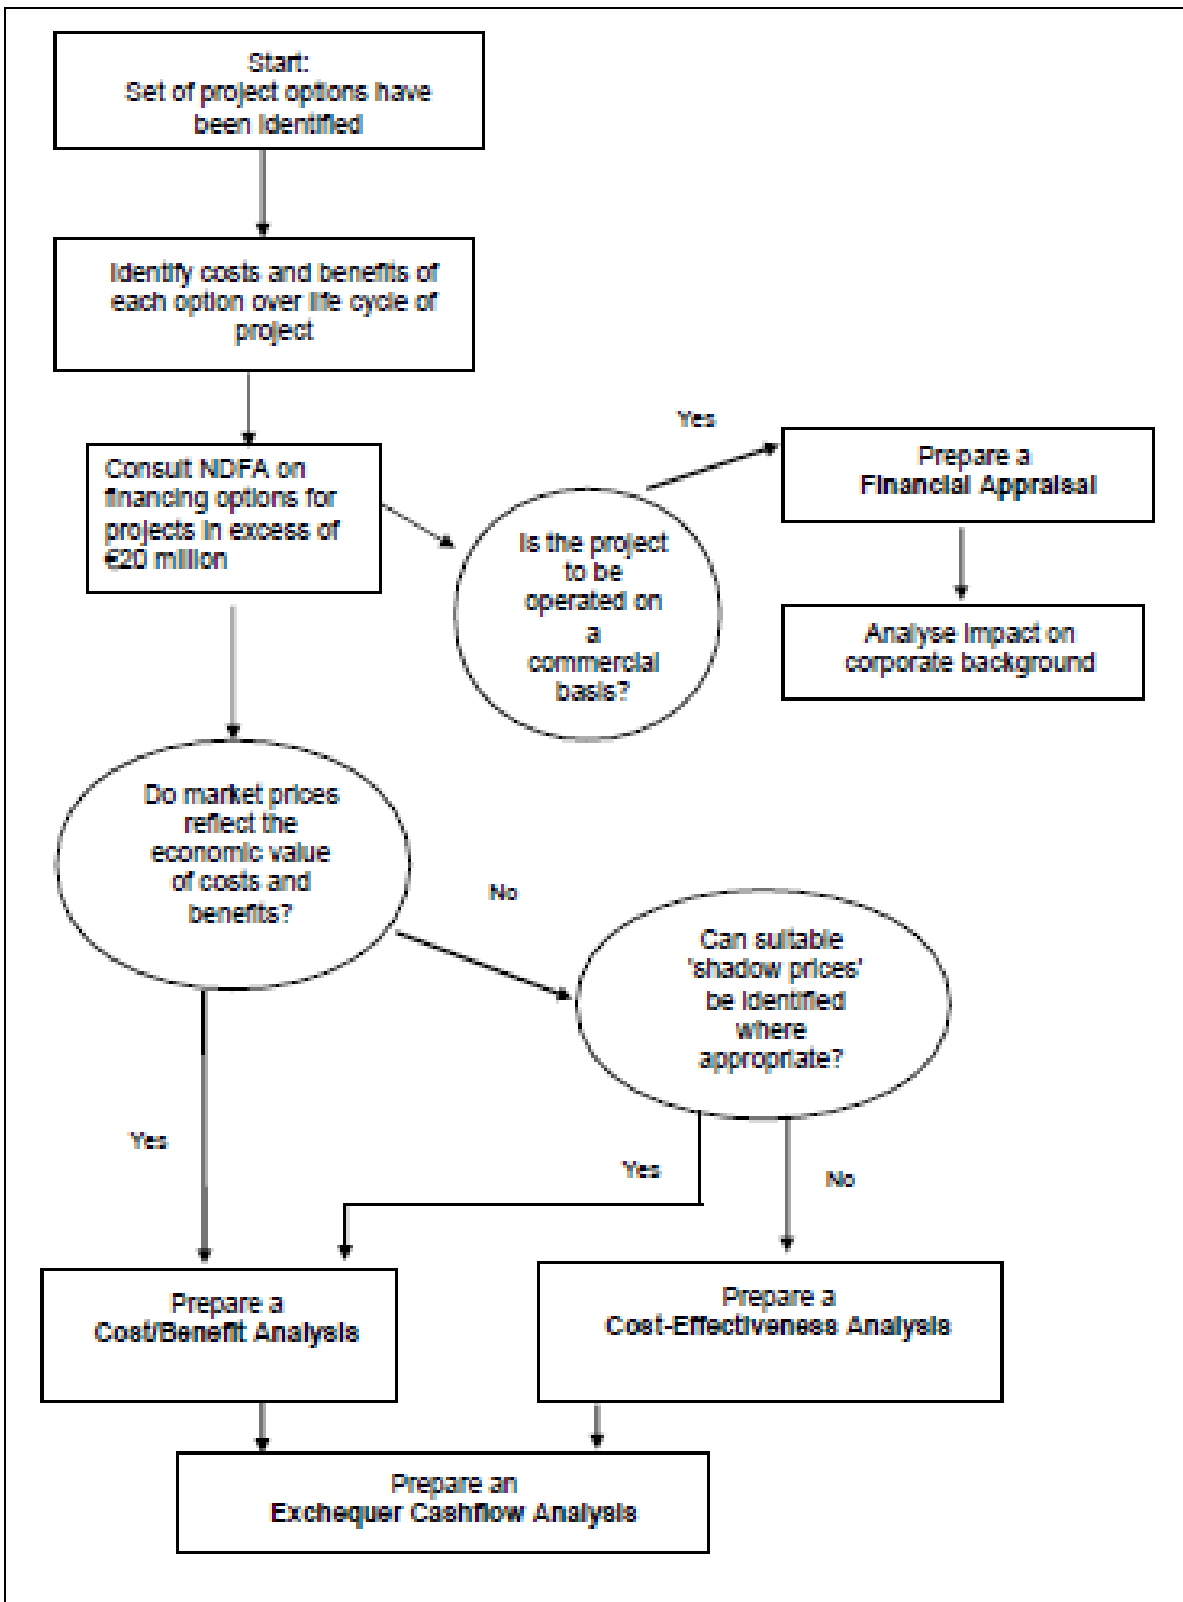 Start:
Set of project options have
been identified
Identify costs and benefits of
each option over life cycle of
project
Consult NDFA on
financing options for
projects in excess of
€20 million
Yes
Prepare a
Financial Appraisal
Is the project
to be
operated on
a
commercial
basis?
Analyse impact on
corporate background
Do market prices
reflect the
economic value
of costs and
benefits?
No
Can suitable
'shadow prices'
be identified
where
appropriate?
Yes
Yes
No
Prepare a
Cost/Benefit Analysis
Prepare a
Cost-Effectiveness Analysis
Prepare an
Exchequer Cashflow Analysis